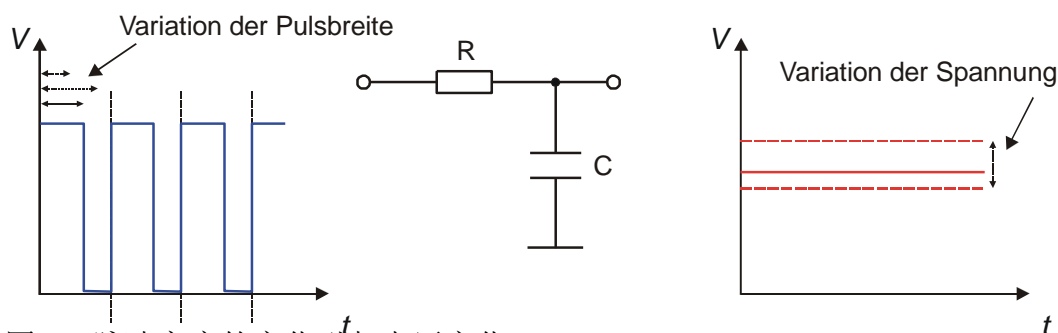 Variation der Pulsbreite
V
R
V
Variation der Spannung
C
t
t